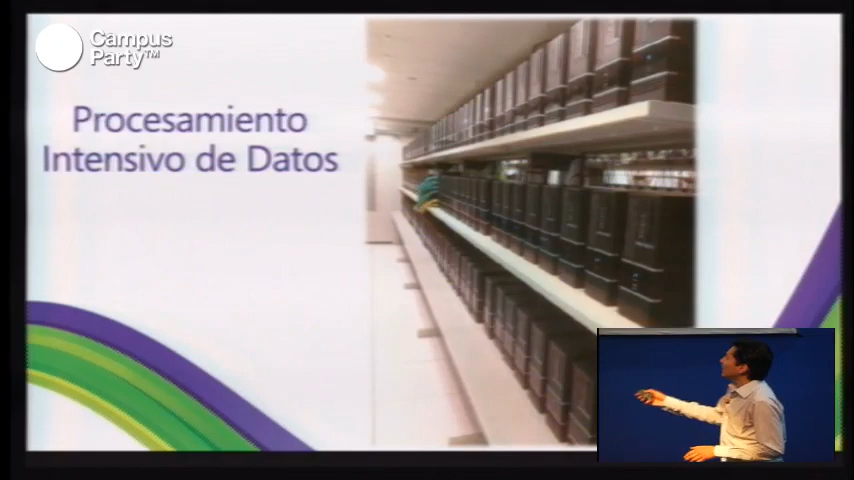 Campus
Party™
Procesamiento
Intensivo de Datos